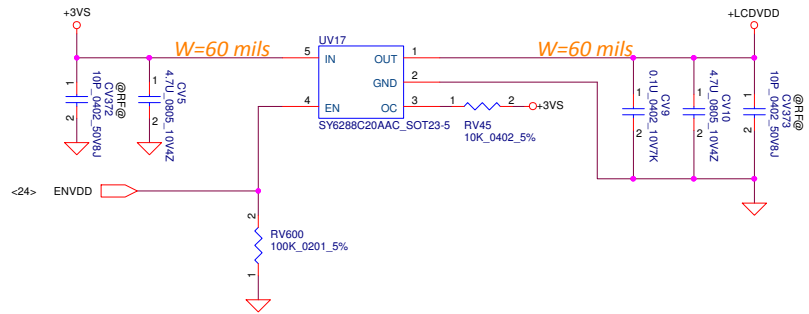 +3VS
W=60 mils
UV17
W=60 mils
+LCDVDD
5
IN
OUT
1
GND
2
4
EN
OC
3
1
2
+3VS
SY6288C20AAC_SOT23-5
RV45
10K_0402_5%
1
2
@RF@
CV372
10P_0402_50V8J
1
2
CV5
4.7U_0805_10V4Z
1
2
CV9
0.1U_0402_10V7K
1
2
CV10
4.7U_0805_10V4Z
1
2
@RF@
CV373
10P_0402_50V8J
<24>
ENVDD
2
RV600
100K_0201_5%
1